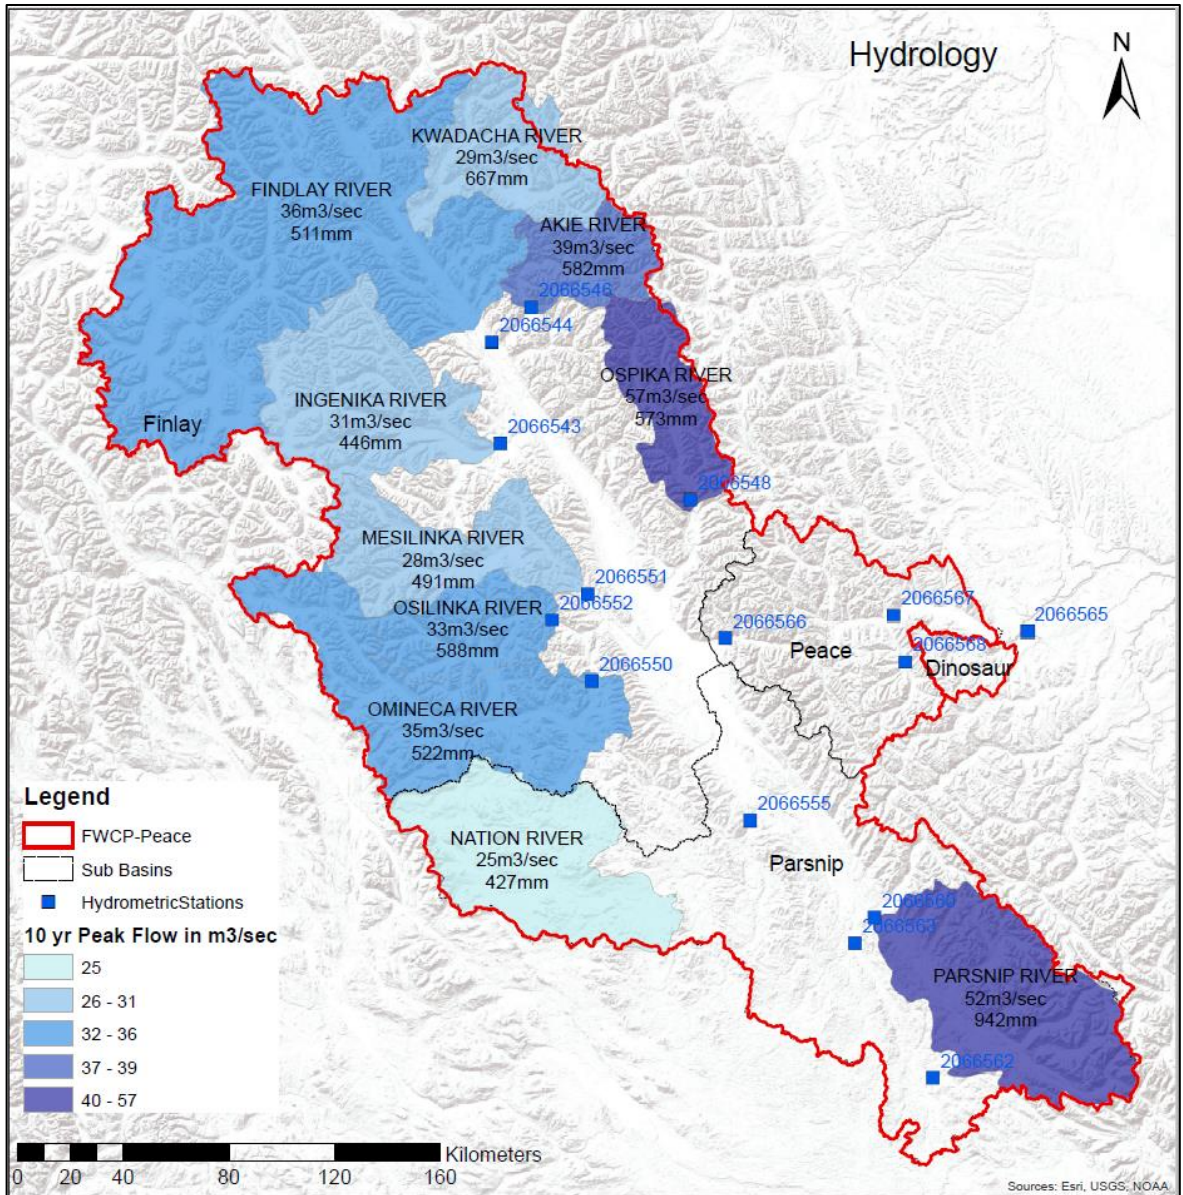 Hydrology
N
KWADACHA RIVER
29m3/sec
667mm
FINDLAY RIVER
36m3/sec
511mm
AKIE RIVER
39m3/sec
582mm
2066546
2066544
OSPIKA RIVER
57m3/sec
573mm
INGENIKA RIVER
31m3/sec
446mm
Finlay
2066543
2066548
MESILINKA RIVER
28m3/sec
491mm
2066551
2066552
OSILINKA RIVER
33m3/sec
588mm
2066567
2066565
2066566
Peace
2066568
Dinosaur
2066550
OMINECA RIVER
35m3/sec
522mm
2066555
NATION RIVER
25m3/sec
427mm
Parsnip
2066560
2066563
PARSNIP RIVER
52m3/sec
942mm
2066562
Legend
FWCP-Peace
Sub Basins
HydrometricStations
10 yr Peak Flow in m3/sec
25
26 - 31
32 - 36
37 - 39
40 - 57
Kilometers
0 20 40 80 120 160
Sources: Esri, USGS, NOAA